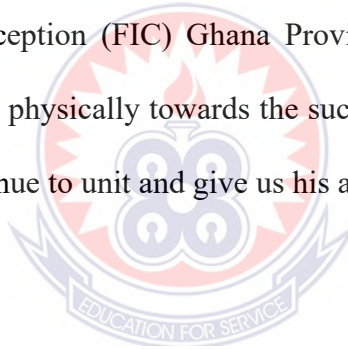 ception (FIC) Ghana Provi
physically towards the suc
nue to unit and give us his a
EDUCATION FOR SERVICE